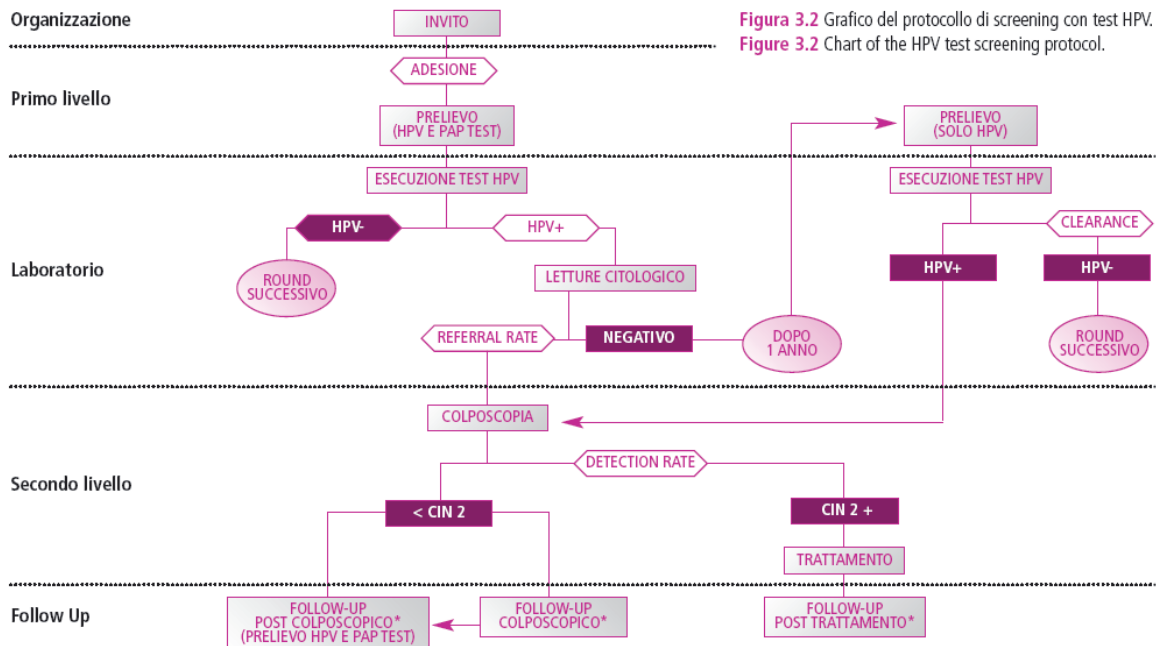 Organizzazione
INVITO
Figura 3.2 Grafico del protocollo di screening con test HPV.
Figure 3.2 Chart of the HPV test screening protocol.
ADESIONE
Primo livello
PRELIEVO
(HPV E PAP TEST)
PRELIEVO
(SOLO HPV)
ESECUZIONE TEST HPV
ESECUZIONE TEST HPV
HPV-
HPV+
CLEARANCE
Laboratorio
ROUND
SUCCESSIVO
LETTURE CITOLOGICO
HPV+
HPV-
REFERRAL RATE
NEGATIVO
DOPO
1 ANNO
ROUND
SUCCESSIVO
COLPOSCOPIA
DETECTION RATE
Secondo livello
< CIN 2
CIN 2 +
TRATTAMENTO
Follow Up
FOLLOW-UP
POST COLPOSCOPICO*
(PRELIEVO HPV E PAP TEST)
FOLLOW-UP
COLPOSCOPICO*
FOLLOW-UP
POST TRATTAMENTO*